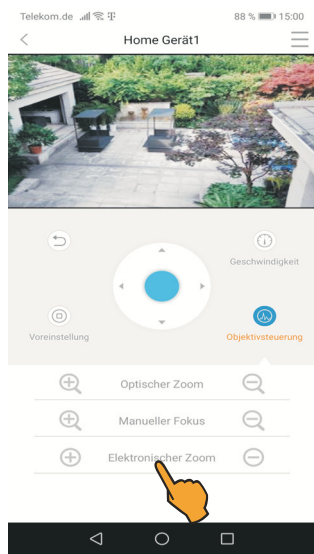 Telekom.de 88 % 15:00
Home Gerät1
Geschwindigkeit
Voreinstellung Objektivsteuerung
Optischer Zoom
Manueller Fokus
Elektronischer Zoom